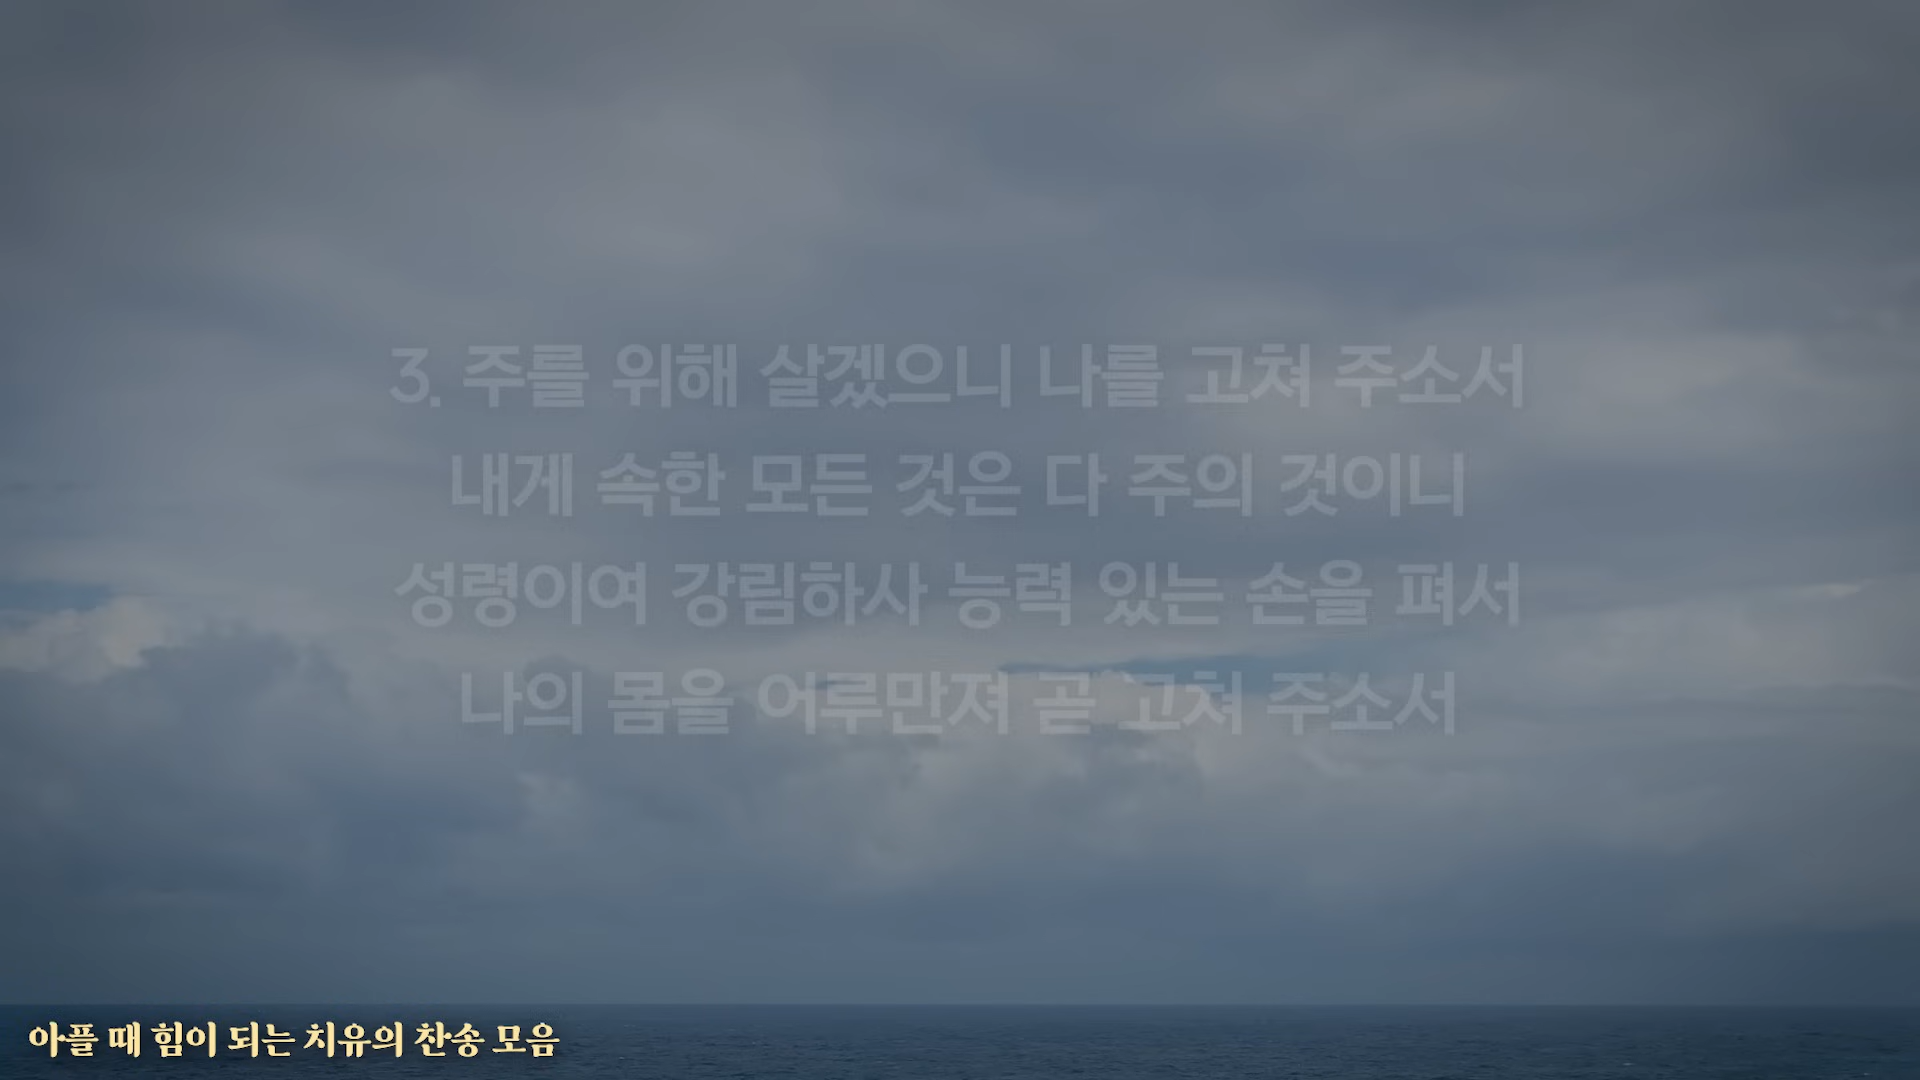 3. 주를 위해 살겠으니 나를 고쳐 주소서
내게 속한 모든 것은 다 주의 것이니
성령이여 강림하사 능력 있는 손을 펴서
나의 몸을 어루만져 곧 고쳐 주소서
아플 때 힘이 되는 치유의 찬송 모음